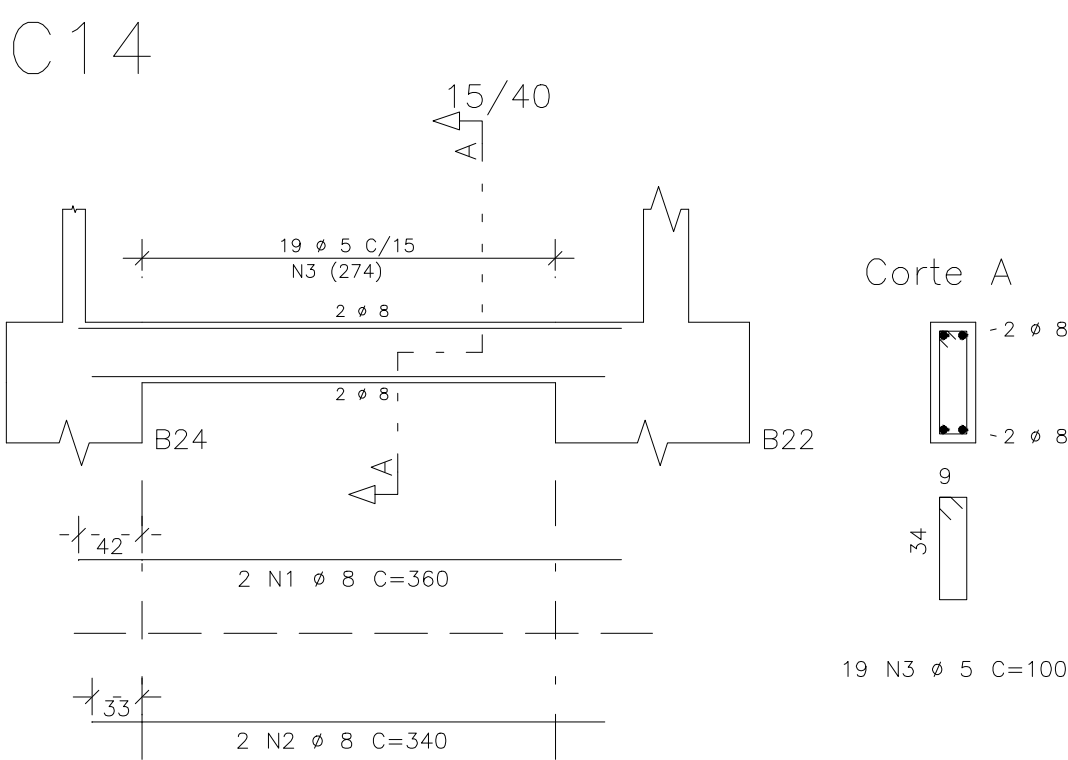 C14
15/40
A
19 ø 5 C/15
N3 (274)
2 ø 8
Corte A
2 ø 8
2 ø 8
B24
B22
2 ø 8
A
9
34
42
2 N1 ø 8 C=360
19 N3 ø 5 C=100
33
2 N2 ø 8 C=340